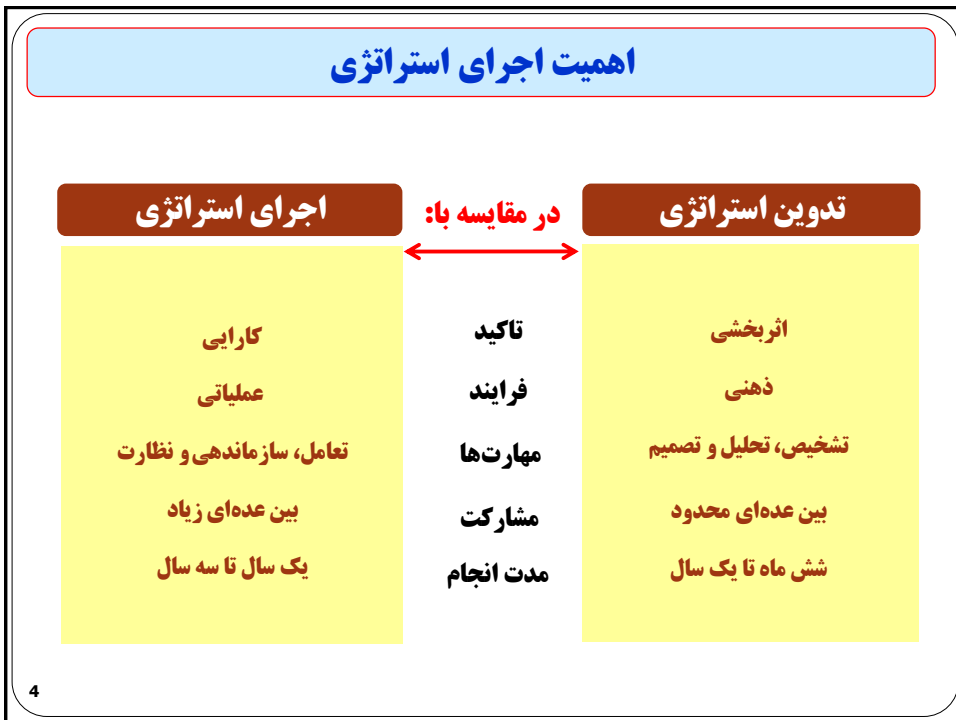 اهمیت اجرای استراتژی
تدوین استراتژی در مقایسه با: اجرای استراتژی
اثربخشی تاکید کارایی
ذهنی فرایند عملیاتی
تشخیص، تحلیل و تصمیم مهارت‌ها تعامل، سازماندهی و نظارت
بین عده‌ای محدود مشارکت بین عده‌ای زیاد
شش ماه تا یک سال مدت انجام یک سال تا سه سال
4